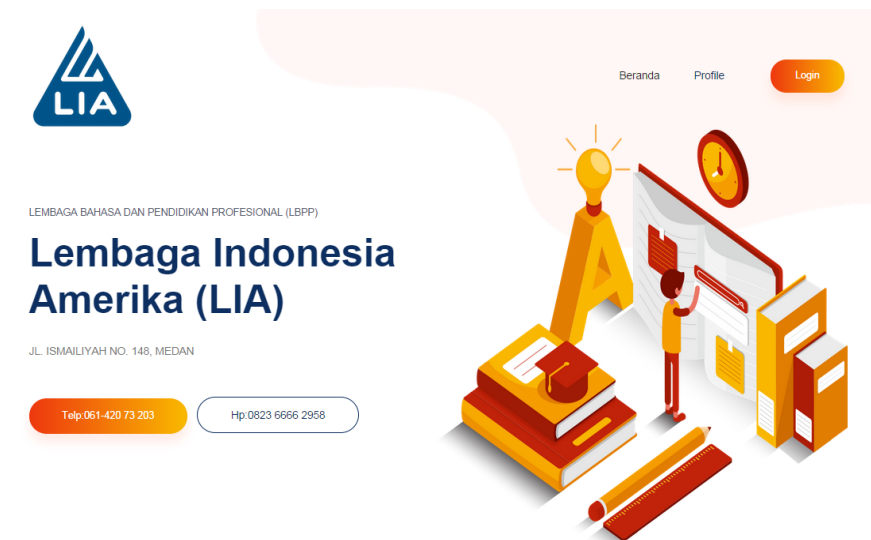 LIA
Beranda
Profile
Login
LEMBAGA BAHASA DAN PENDIDIKAN PROFESIONAL (LBPP)
Lembaga Indonesia
Amerika (LIA)
JL. ISMAILIYAH NO. 148, MEDAN
Telp:061-420 73 203
Hp:0823 6666 2958